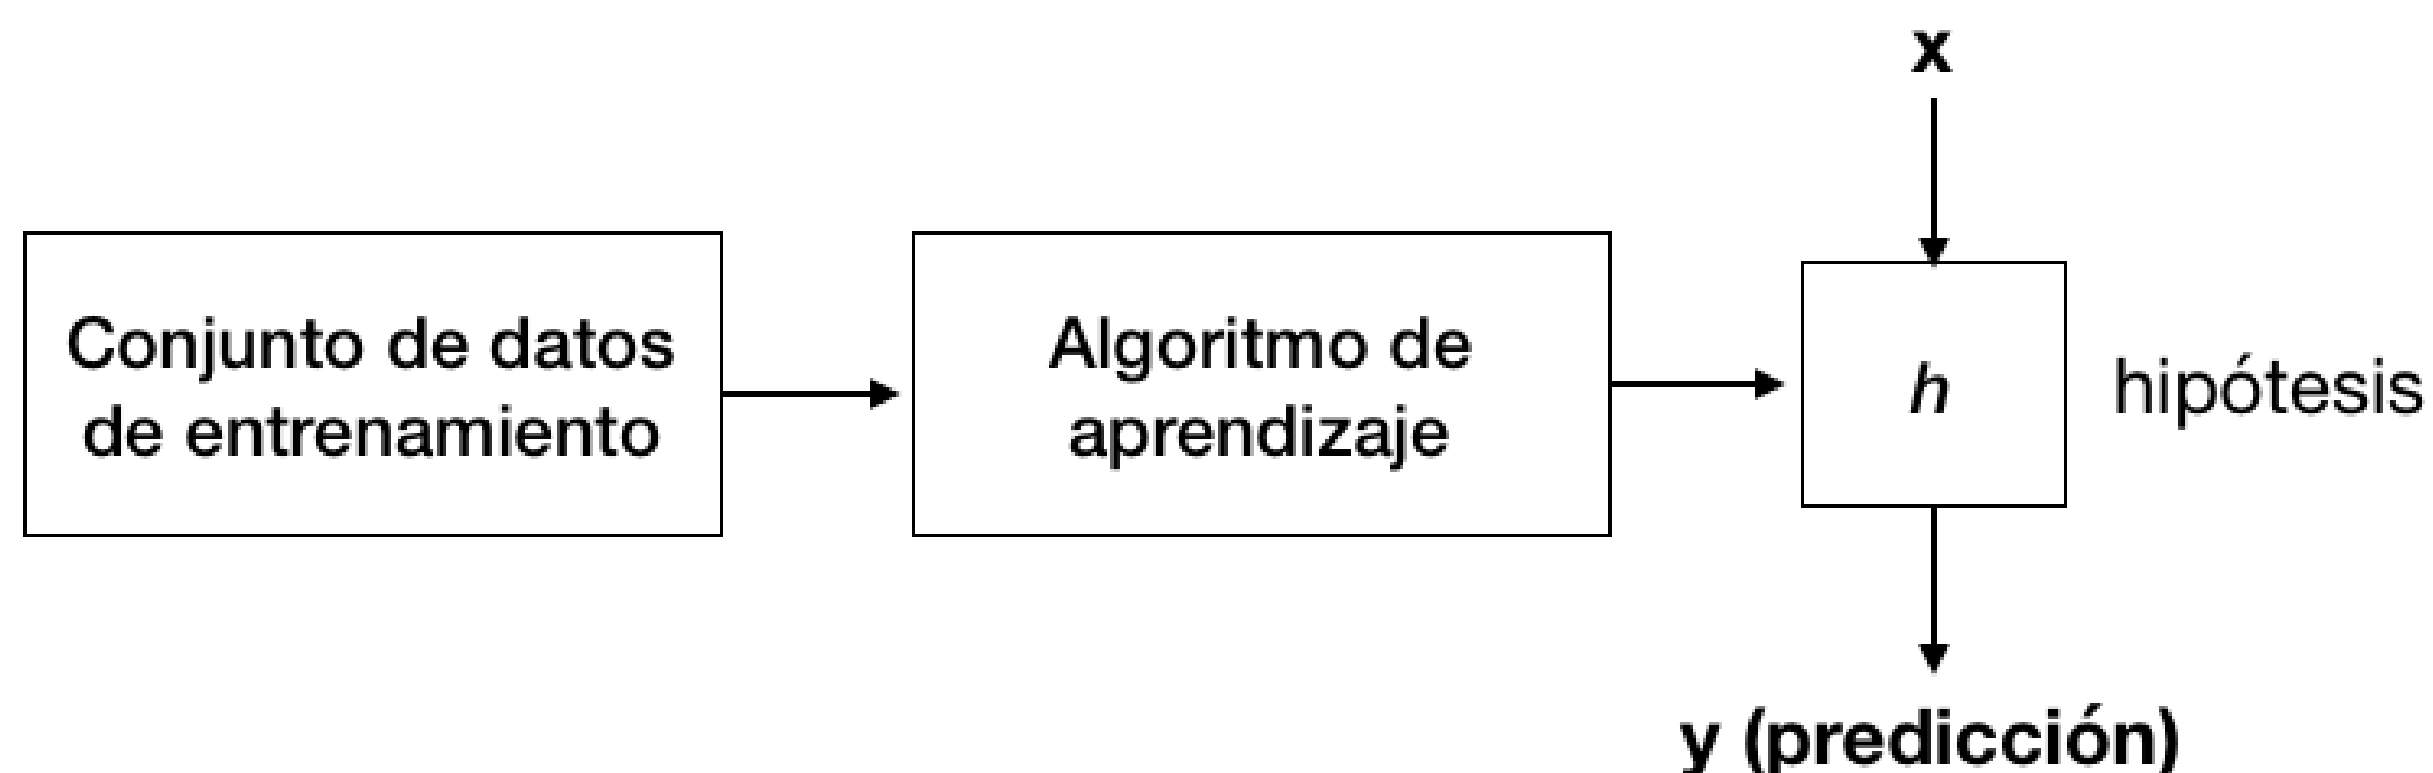 x
Conjunto de datos
de entrenamiento
Algoritmo de
aprendizaje
h
hipótesis
y (predicción)